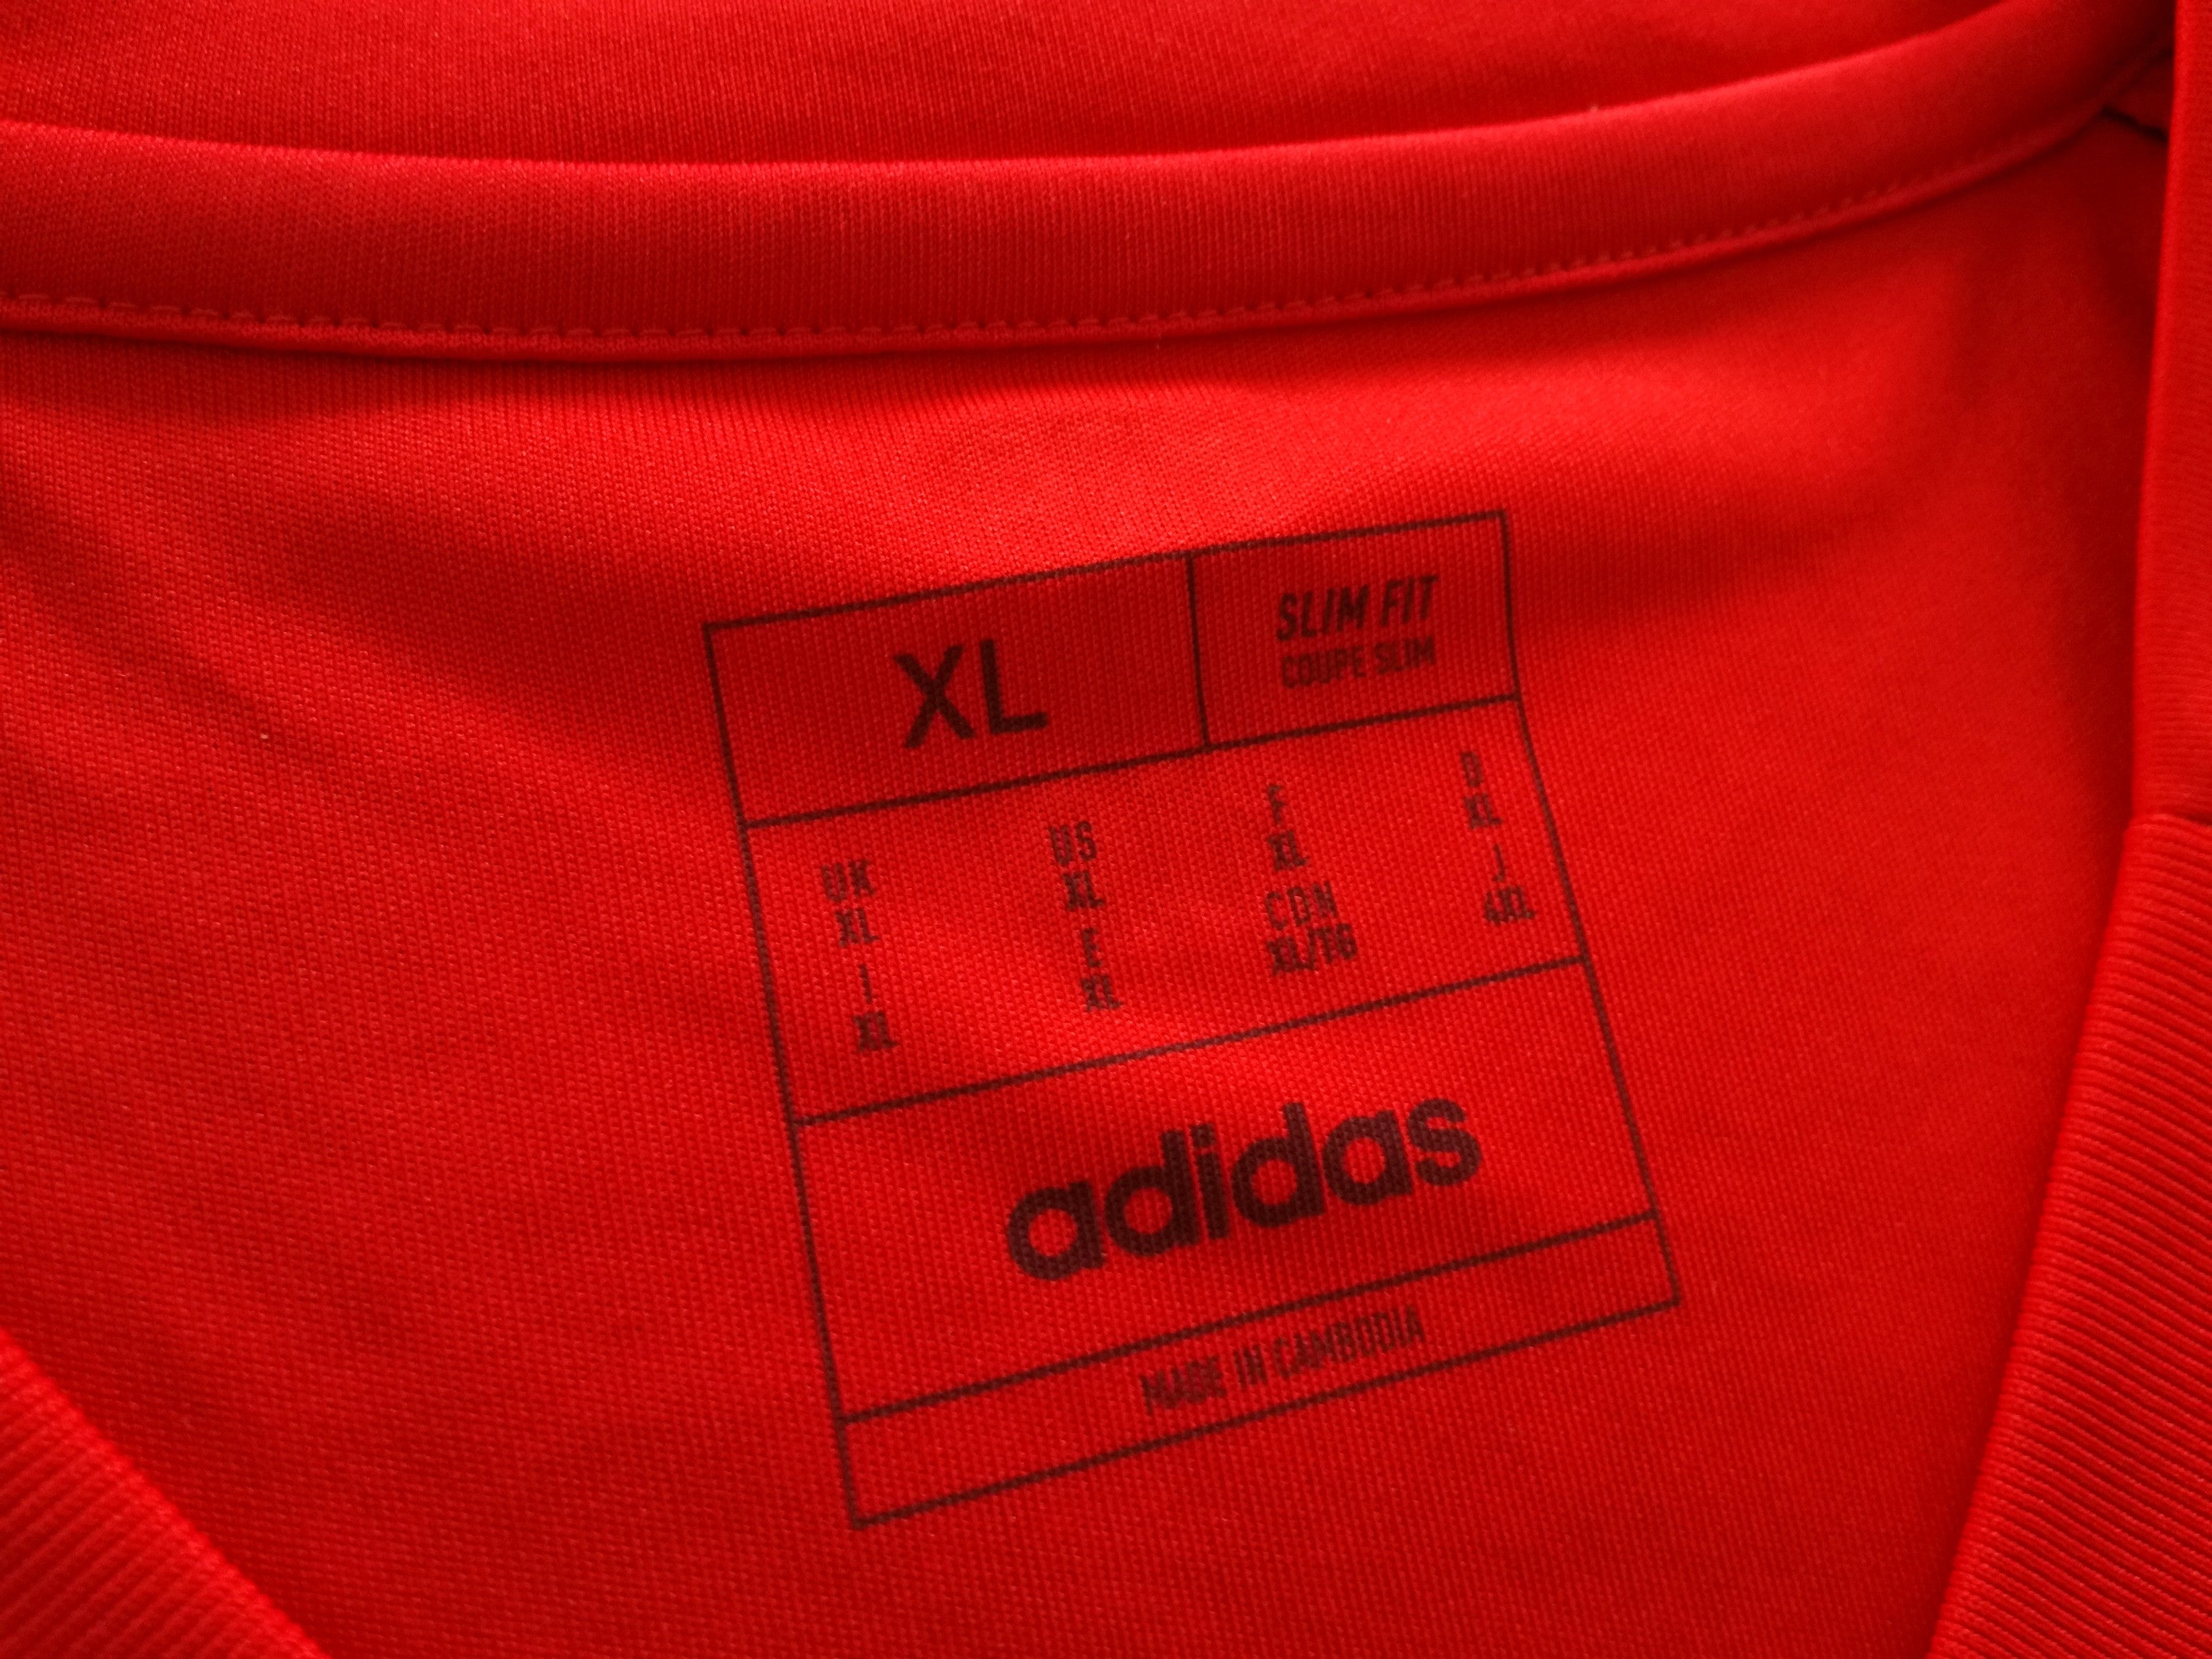 XL
SLIM FIT
COUPE SLIM
UK US F D
XL XL XL XL
I E CDN J
XL XL XL/TG 4XL
adidas
MADE IN CAMBODIA